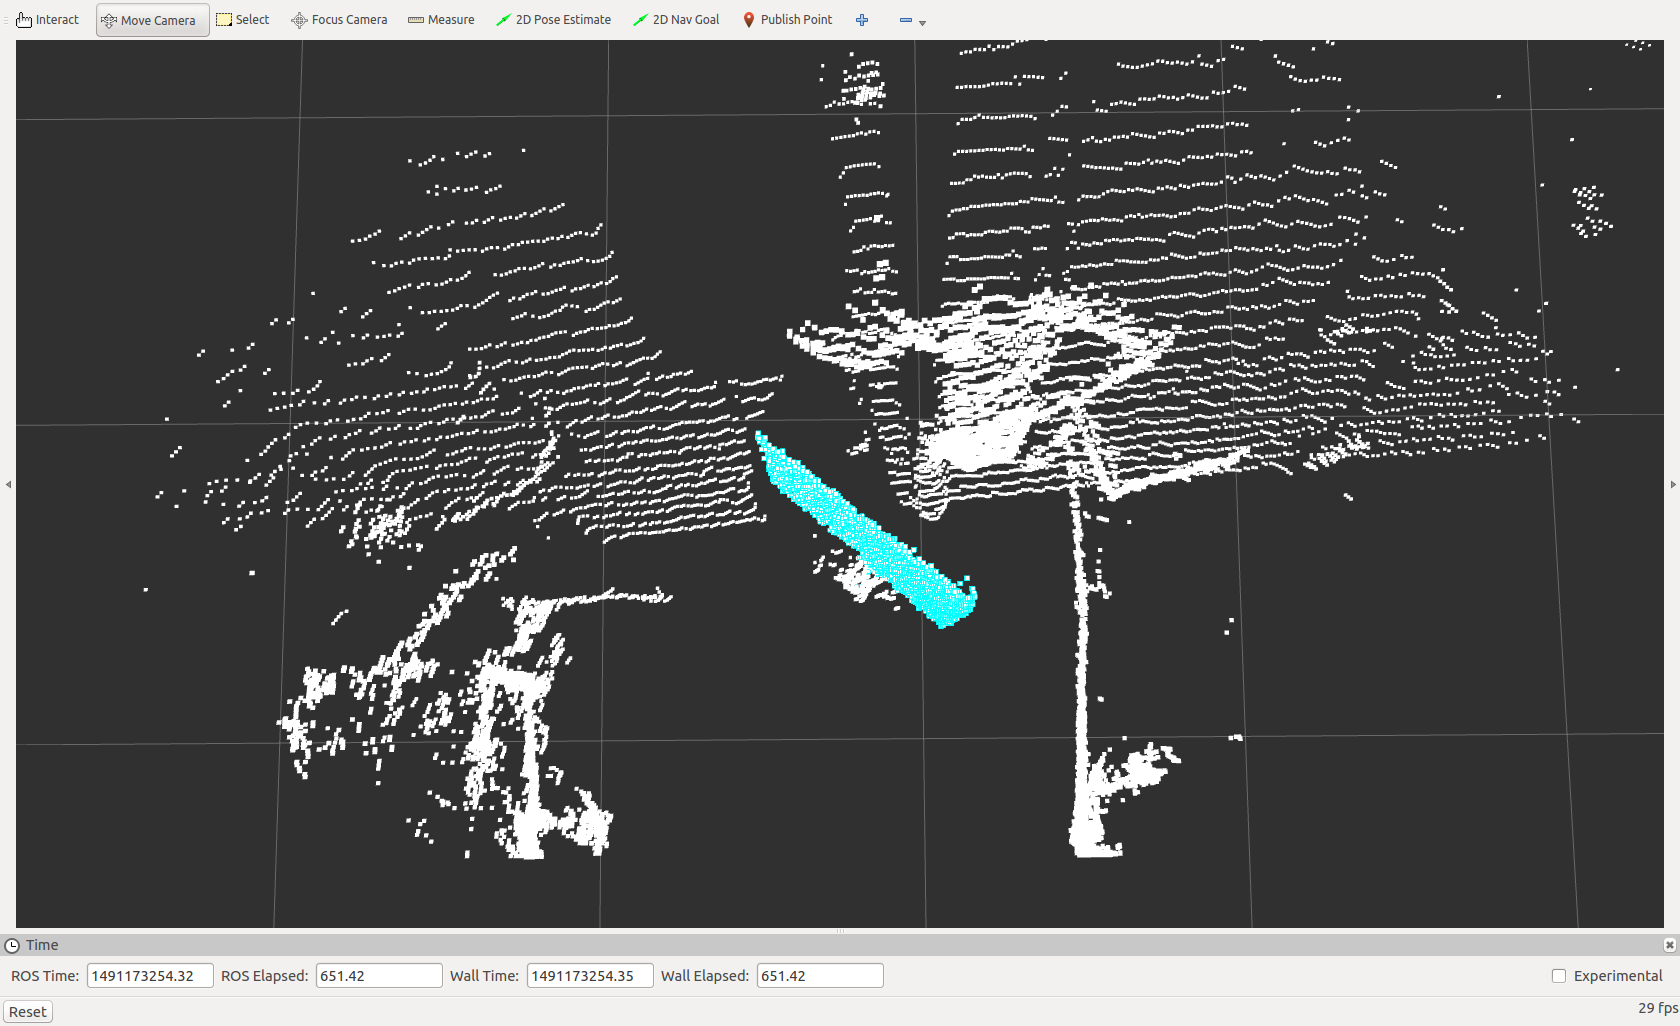 Interact Move Camera Select Focus Camera Measure 2D Pose Estimate 2D Nav Goal Publish Point
Time
ROS Time: 1491173254.32 ROS Elapsed: 651.42 Wall Time: 1491173254.35 Wall Elapsed: 651.42 Experimental
Reset 29 fps